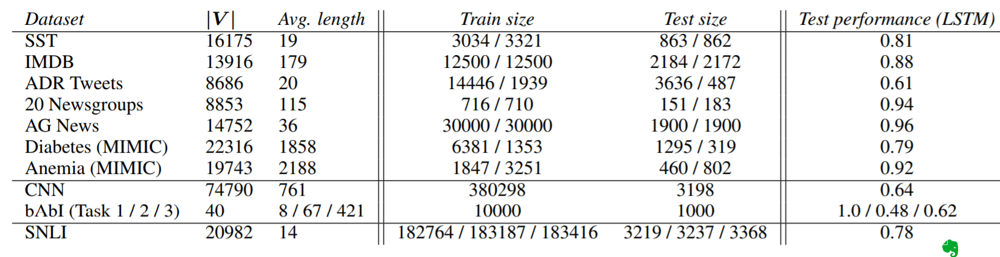 Dataset |V| Avg. length Train size Test size Test performance (LSTM)
SST 16175 19 3034 / 3321 863 / 862 0.81
IMDB 13916 179 12500 / 12500 2184 / 2172 0.88
ADR Tweets 8686 20 14446 / 1939 3636 / 487 0.61
20 Newsgroups 8853 115 716 / 710 151 / 183 0.94
AG News 14752 36 30000 / 30000 1900 / 1900 0.96
Diabetes (MIMIC) 22316 1858 6381 / 1353 1295 / 319 0.79
Anemia (MIMIC) 19743 2188 1847 / 3251 460 / 802 0.92
CNN 74790 761 380298 3198 0.64
bAbI (Task 1 / 2 / 3) 40 8 / 67 / 421 10000 1000 1.0 / 0.48 / 0.62
SNLI 20982 14 182764 / 183187 / 183416 3219 / 3237 / 3368 0.78